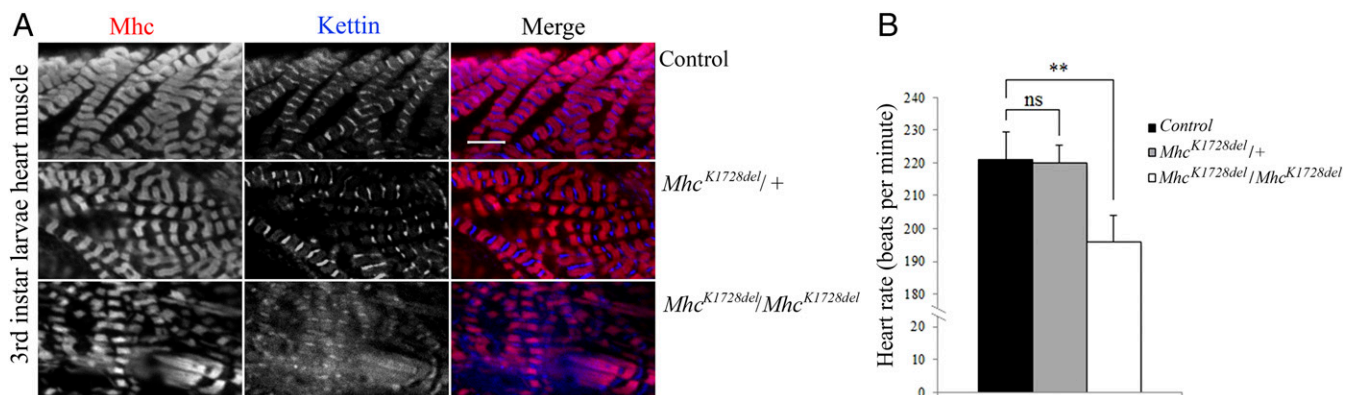 A
Mhc
Kettin
Merge
3rd instar larvae heart muscle
Control
Mhc^K1728del/+
Mhc^K1728del/Mhc^K1728del
B
Heart rate (beats per minute)
240
230
220
210
200
190
180
20
10
0
**
ns
Control
Mhc^K1728del/+
Mhc^K1728del/Mhc^K1728del